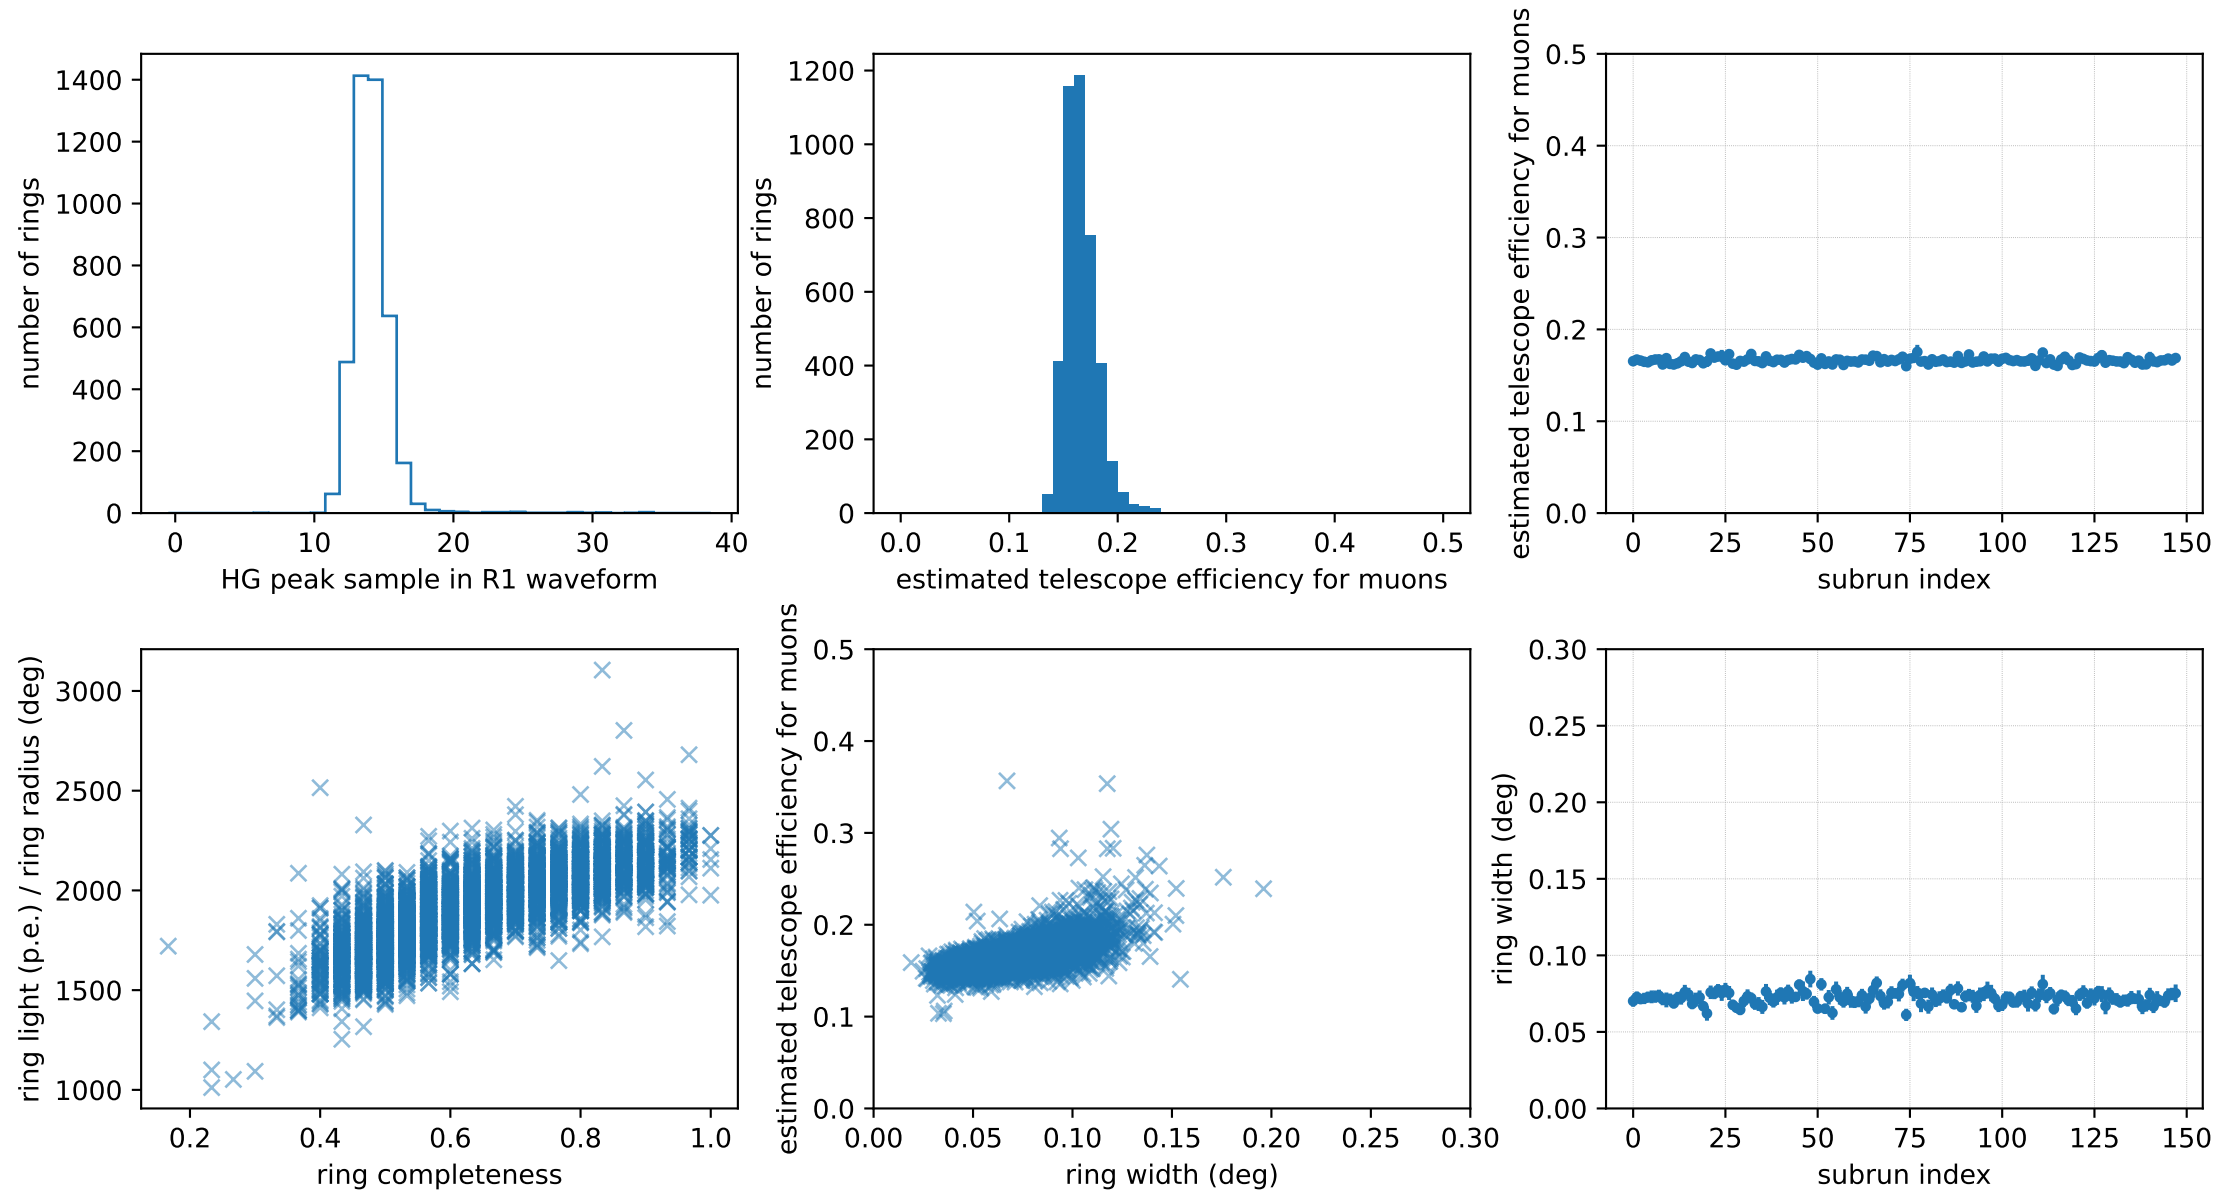 number of rings
1400
1200
1000
800
600
400
200
0
0 10 20 30 40
HG peak sample in R1 waveform
number of rings
1200
1000
800
600
400
200
0
0.0 0.1 0.2 0.3 0.4 0.5
estimated telescope efficiency for muons
estimated telescope efficiency for muons
0.5
0.4
0.3
0.2
0.1
0.0
0 25 50 75 100 125 150
subrun index
ring light (p.e.) / ring radius (deg)
3000
2500
2000
1500
1000
0.2 0.4 0.6 0.8 1.0
ring completeness
estimated telescope efficiency for muons
0.5
0.4
0.3
0.2
0.1
0.0
0.00 0.05 0.10 0.15 0.20 0.25 0.30
ring width (deg)
ring width (deg)
0.30
0.25
0.20
0.15
0.10
0.05
0.00
0 25 50 75 100 125 150
subrun index